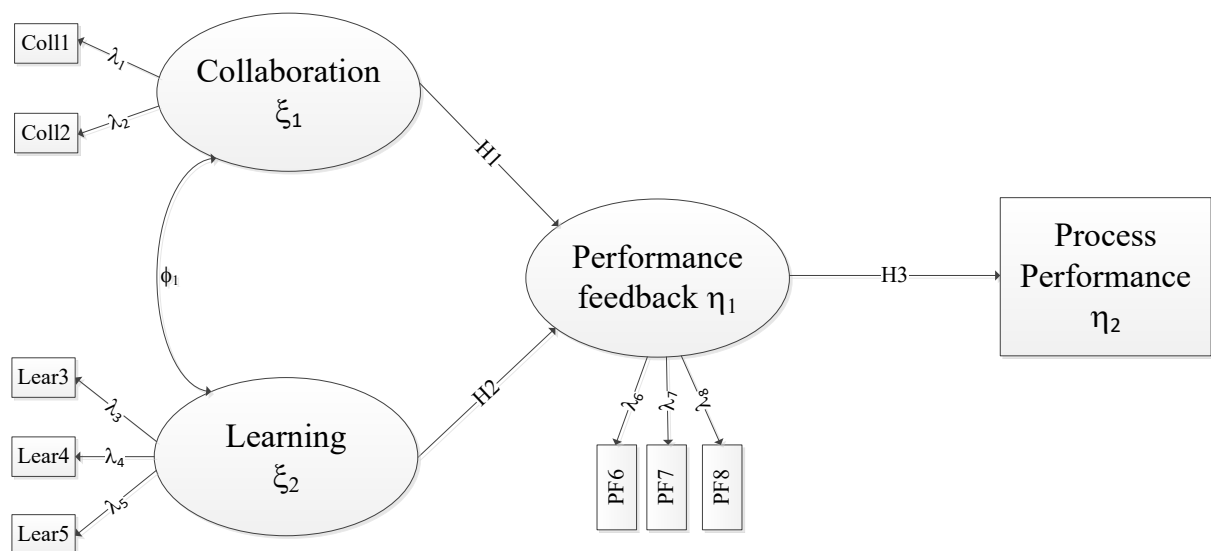 Coll1
λ1
Collaboration
ξ1
Coll2
λ2
H1
ϕ1
Performance
feedback η1
H3
Process
Performance
η2
Lear3
λ3
H2
Learning
ξ2
Lear4
λ4
Lear5
λ5
λ6
λ7
λ8
PF6
PF7
PF8